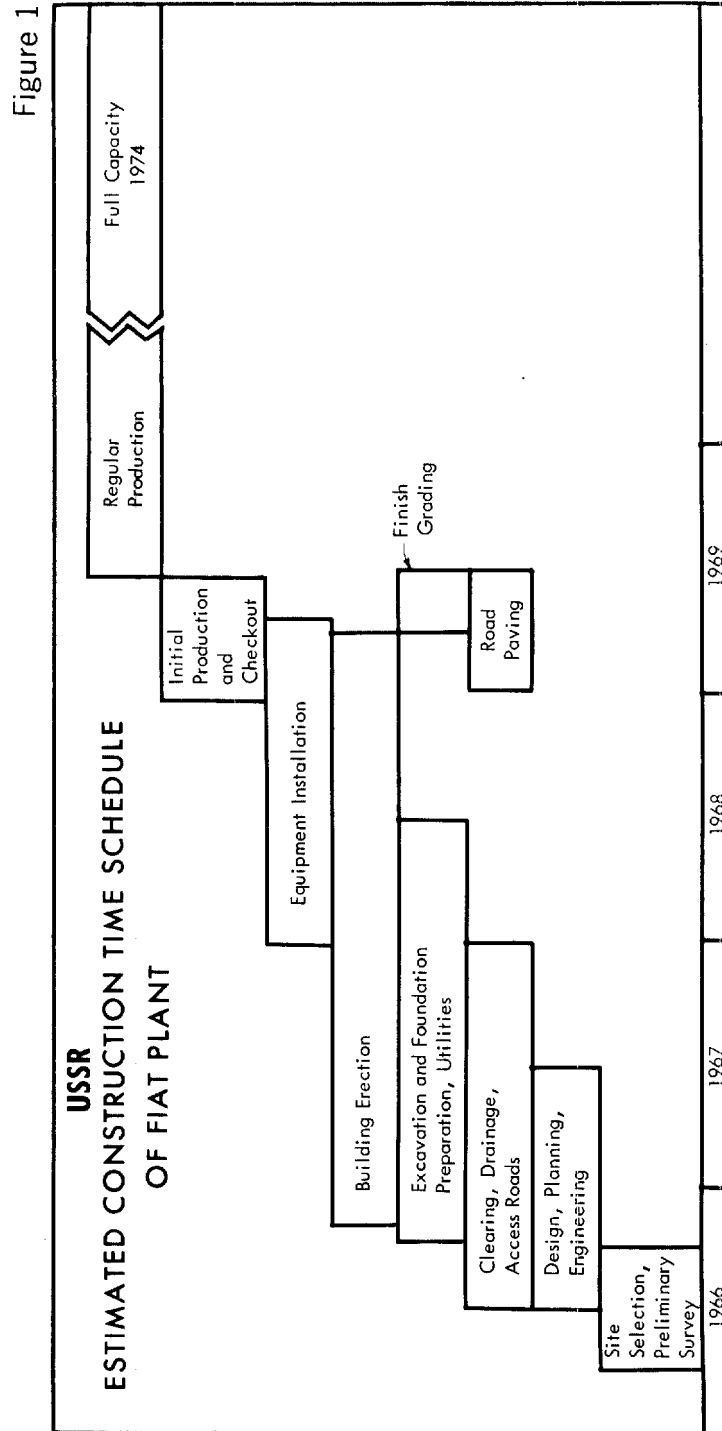 Figure 1
USSR
ESTIMATED CONSTRUCTION TIME SCHEDULE
OF FIAT PLANT
Regular
Production
Full Capacity
1974
Initial
Production
and
Checkout
Equipment Installation
Building Erection
Finish
Grading
Excavation and Foundation
Preparation, Utilities
Road
Paving
Clearing, Drainage,
Access Roads
Design, Planning,
Engineering
Site
Selection,
Preliminary
Survey
1966
1967
1968
1969